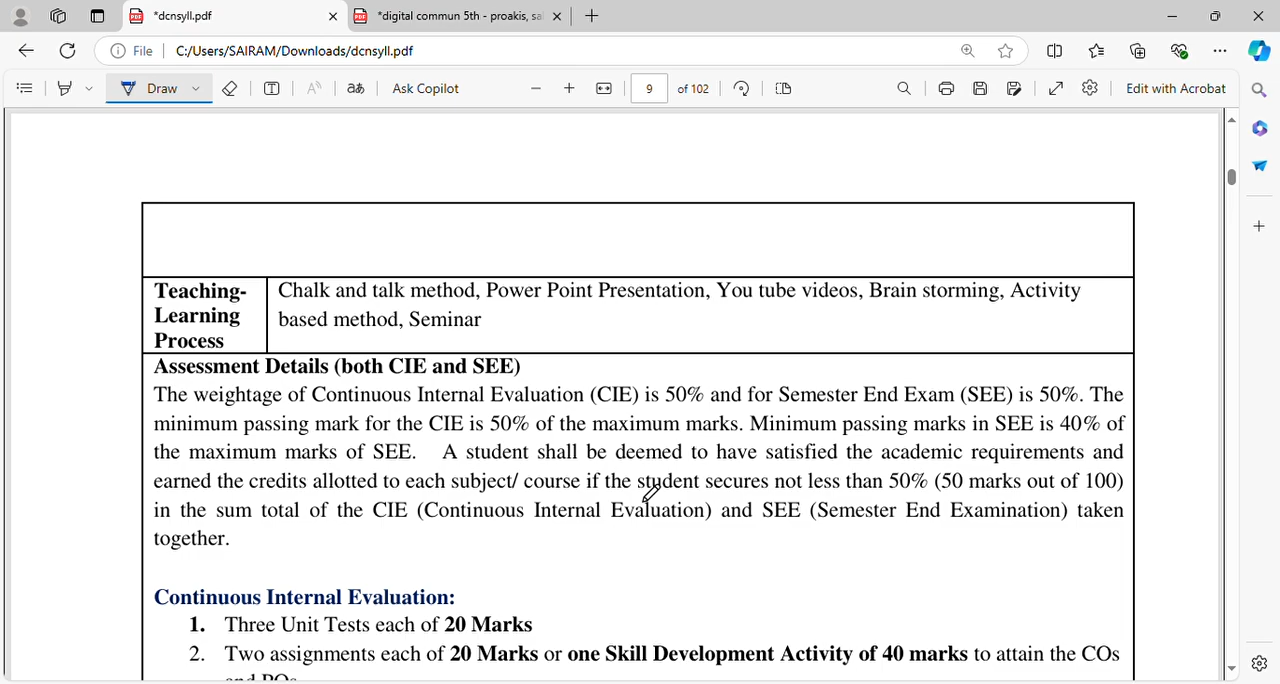 *dcnsyll.pdf
*digital commun 5th - proakis, sa
File
C:/Users/SAIRAM/Downloads/dcnsyll.pdf
Draw
aあ
Ask Copilot
9
of 102
Edit with Acrobat
Teaching-
Learning
Process
Chalk and talk method, Power Point Presentation, You tube videos, Brain storming, Activity
based method, Seminar
Assessment Details (both CIE and SEE)
The weightage of Continuous Internal Evaluation (CIE) is 50% and for Semester End Exam (SEE) is 50%. The
minimum passing mark for the CIE is 50% of the maximum marks. Minimum passing marks in SEE is 40% of
the maximum marks of SEE. A student shall be deemed to have satisfied the academic requirements and
earned the credits allotted to each subject/ course if the student secures not less than 50% (50 marks out of 100)
in the sum total of the CIE (Continuous Internal Evaluation) and SEE (Semester End Examination) taken
together.
Continuous Internal Evaluation:
1. Three Unit Tests each of 20 Marks
2. Two assignments each of 20 Marks or one Skill Development Activity of 40 marks to attain the COs
and POs